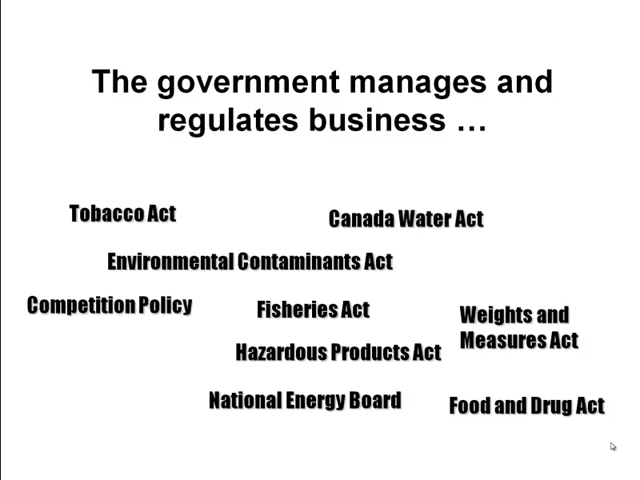 The government manages and
regulates business …
Tobacco Act
Canada Water Act
Environmental Contaminants Act
Competition Policy
Fisheries Act
Weights and
Measures Act
Hazardous Products Act
National Energy Board
Food and Drug Act